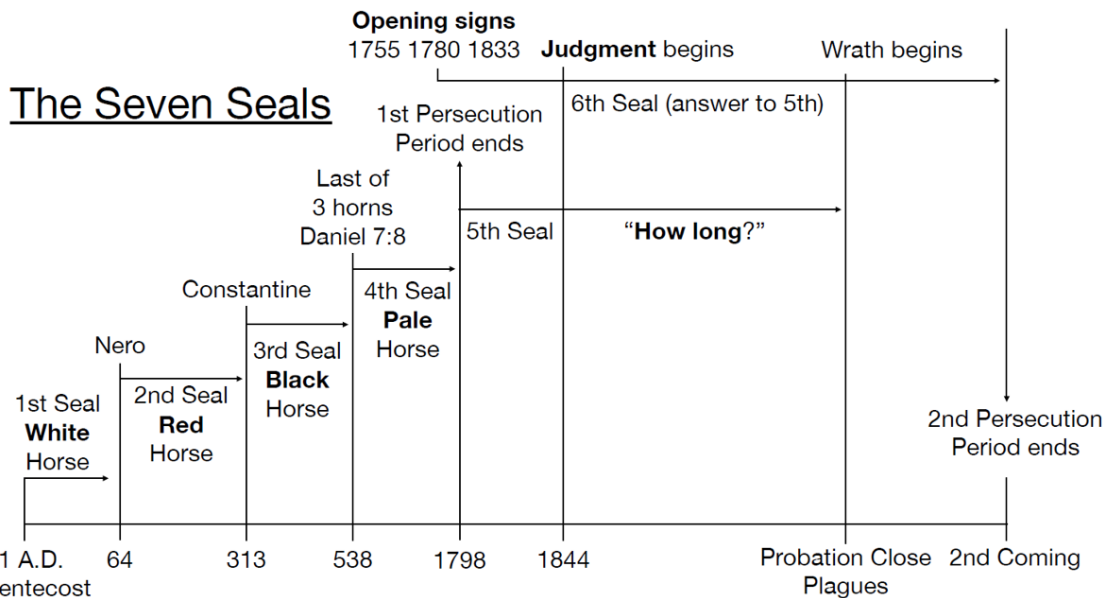 Opening signs
1755 1780 1833
Judgment begins
Wrath begins
The Seven Seals
6th Seal (answer to 5th)
1st Persecution
Period ends
Last of
3 horns
Daniel 7:8
5th Seal
“How long?”
Constantine
4th Seal
Pale
Horse
Nero
3rd Seal
Black
Horse
1st Seal
White
Horse
2nd Seal
Red
Horse
2nd Persecution
Period ends
1 A.D.
entecost
64
313
538
1798
1844
Probation Close
Plagues
2nd Coming